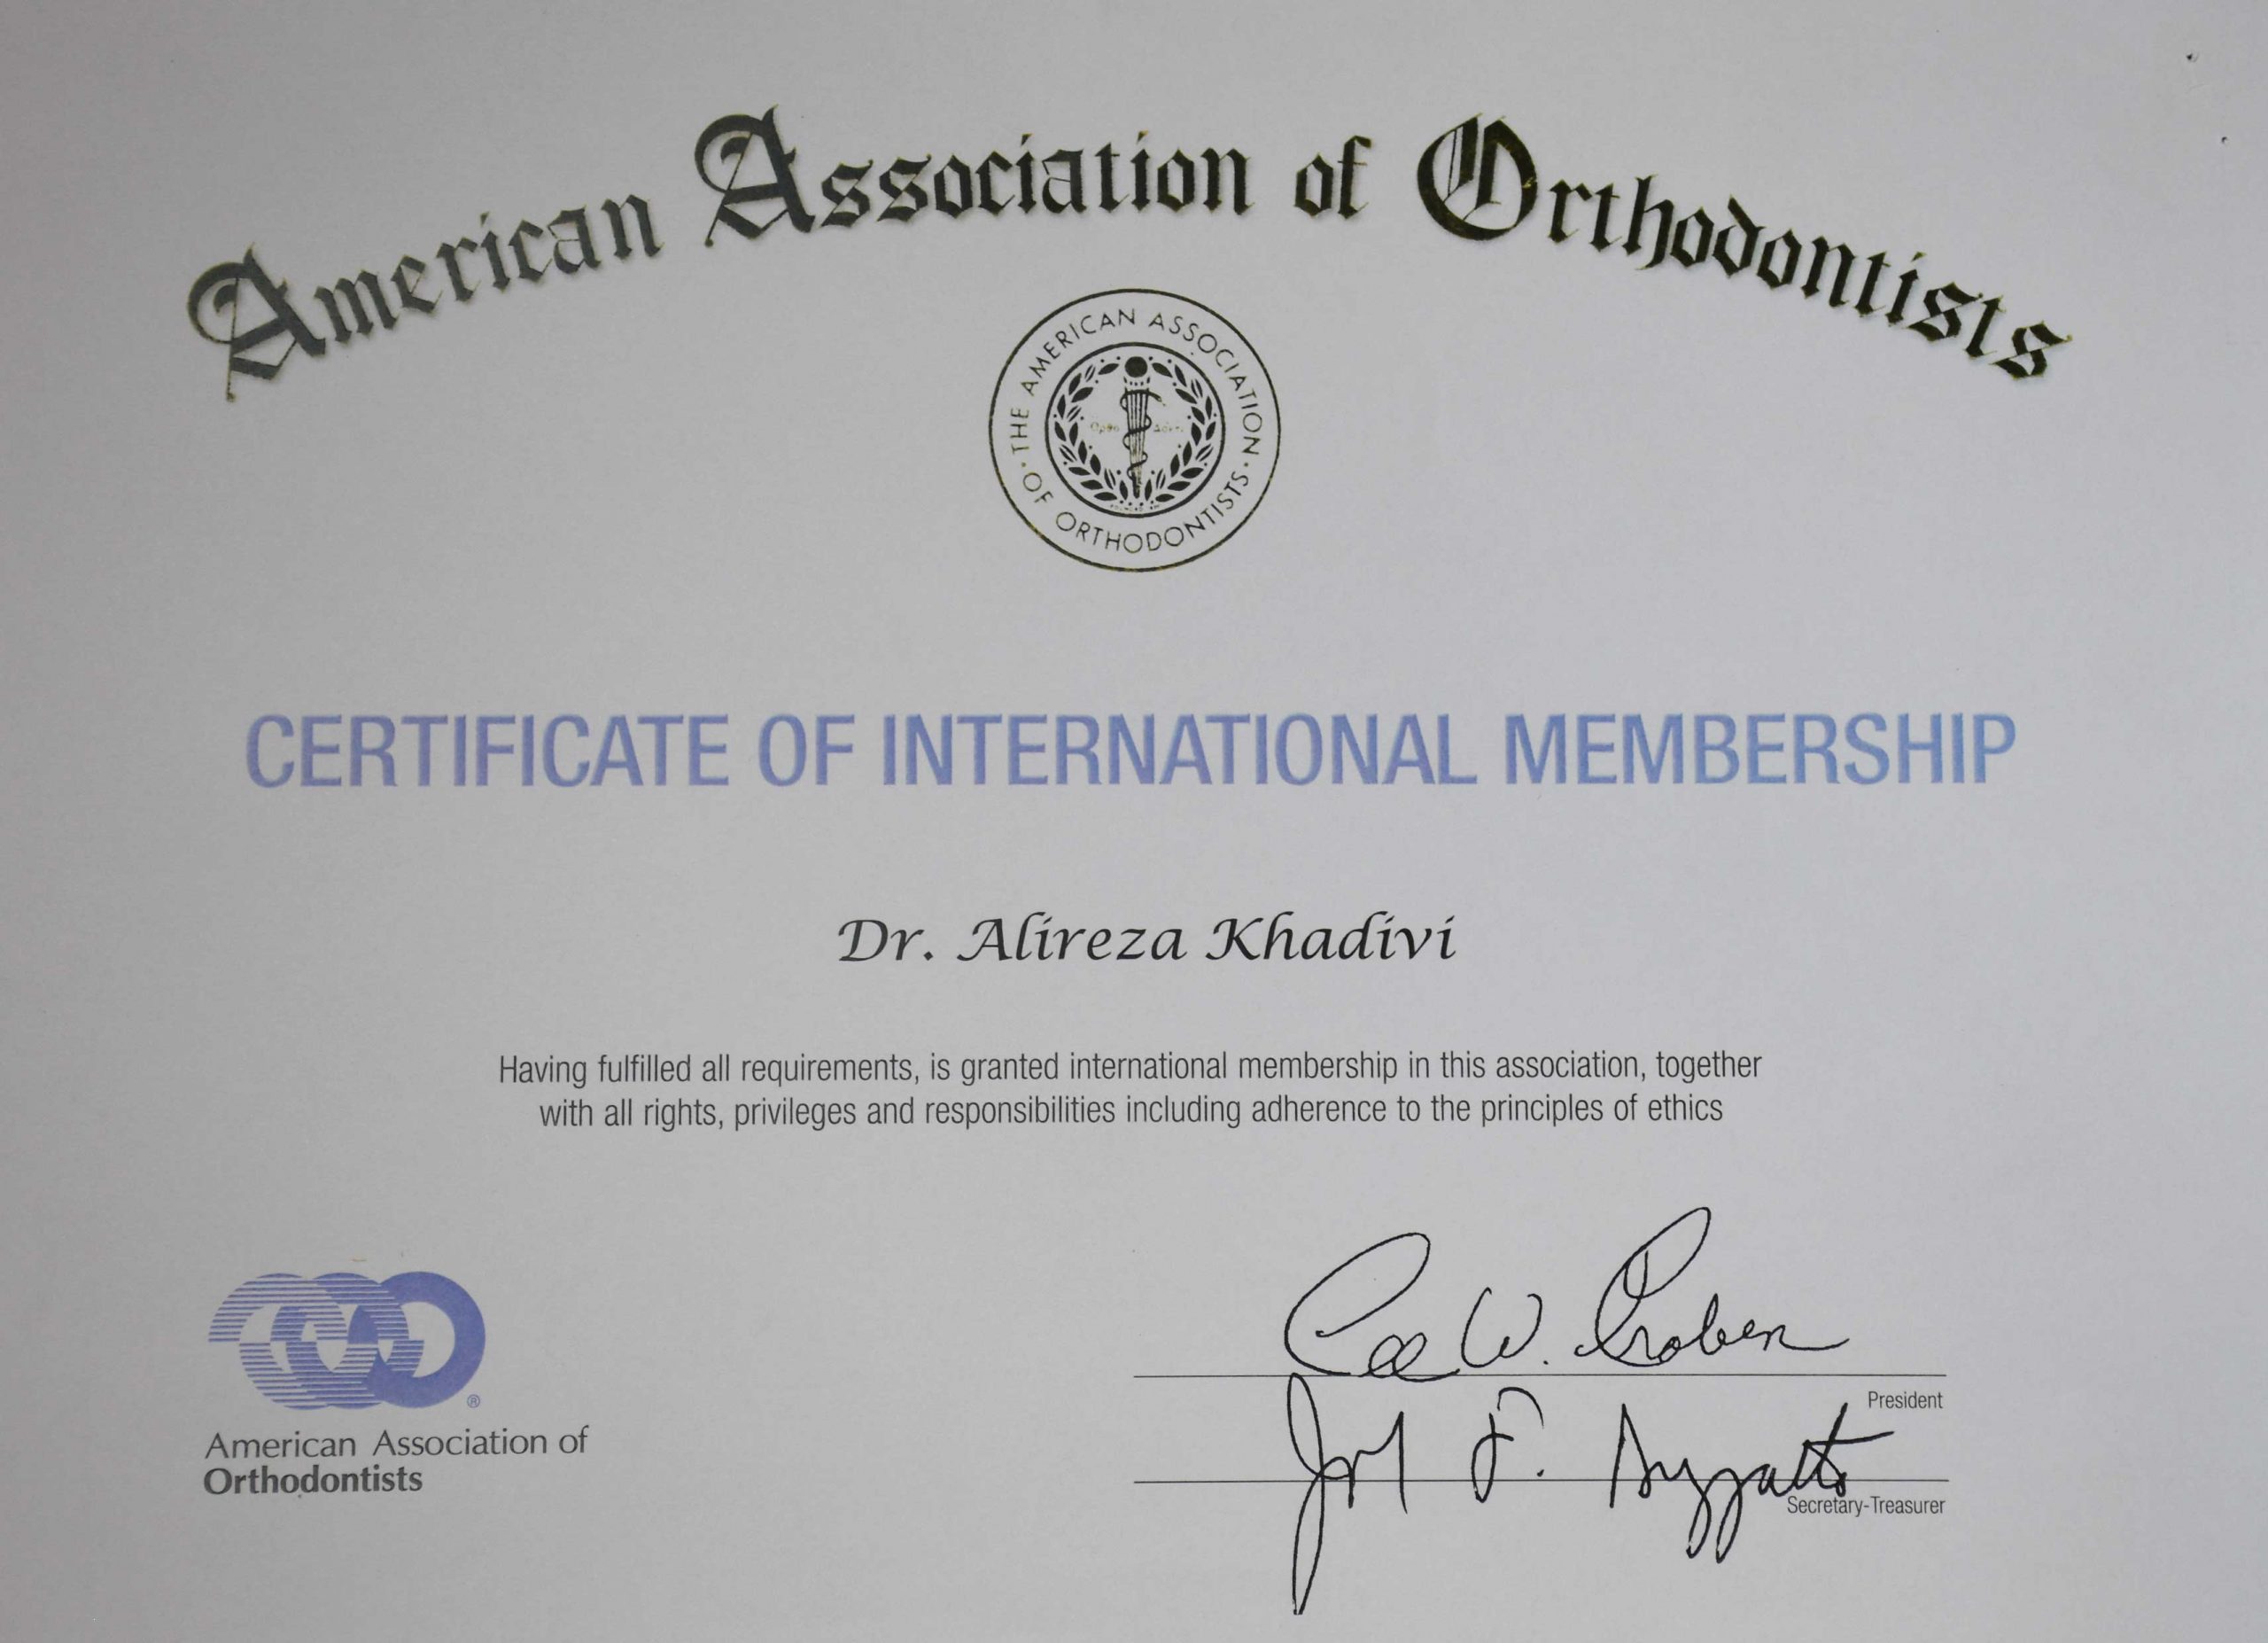 American Association of Orthodontists
THE AMERICAN ASSOCIATION
OF ORTHODONTISTS
CERTIFICATE OF INTERNATIONAL MEMBERSHIP
Dr. Alireza Khadivi
Having fulfilled all requirements, is granted international membership in this association, together
with all rights, privileges and responsibilities including adherence to the principles of ethics
President
®
American Association of
Orthodontists
Secretary-Treasurer